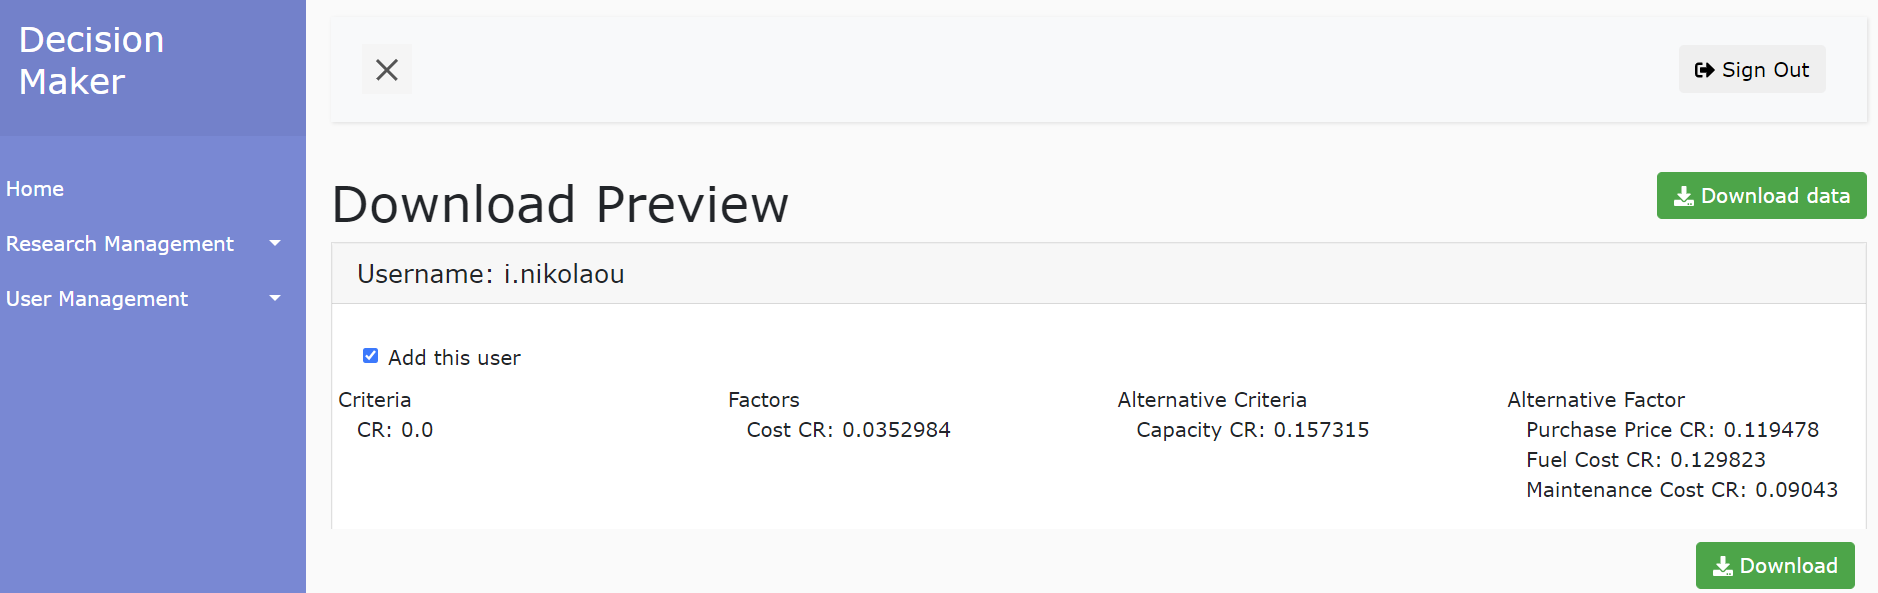 Decision
Maker
Sign Out
Home
Research Management
User Management
Download Preview
Download data
Username: i.nikolaou
Add this user
Criteria
CR: 0.0
Factors
Cost CR: 0.0352984
Alternative Criteria
Capacity CR: 0.157315
Alternative Factor
Purchase Price CR: 0.119478
Fuel Cost CR: 0.129823
Maintenance Cost CR: 0.09043
Download